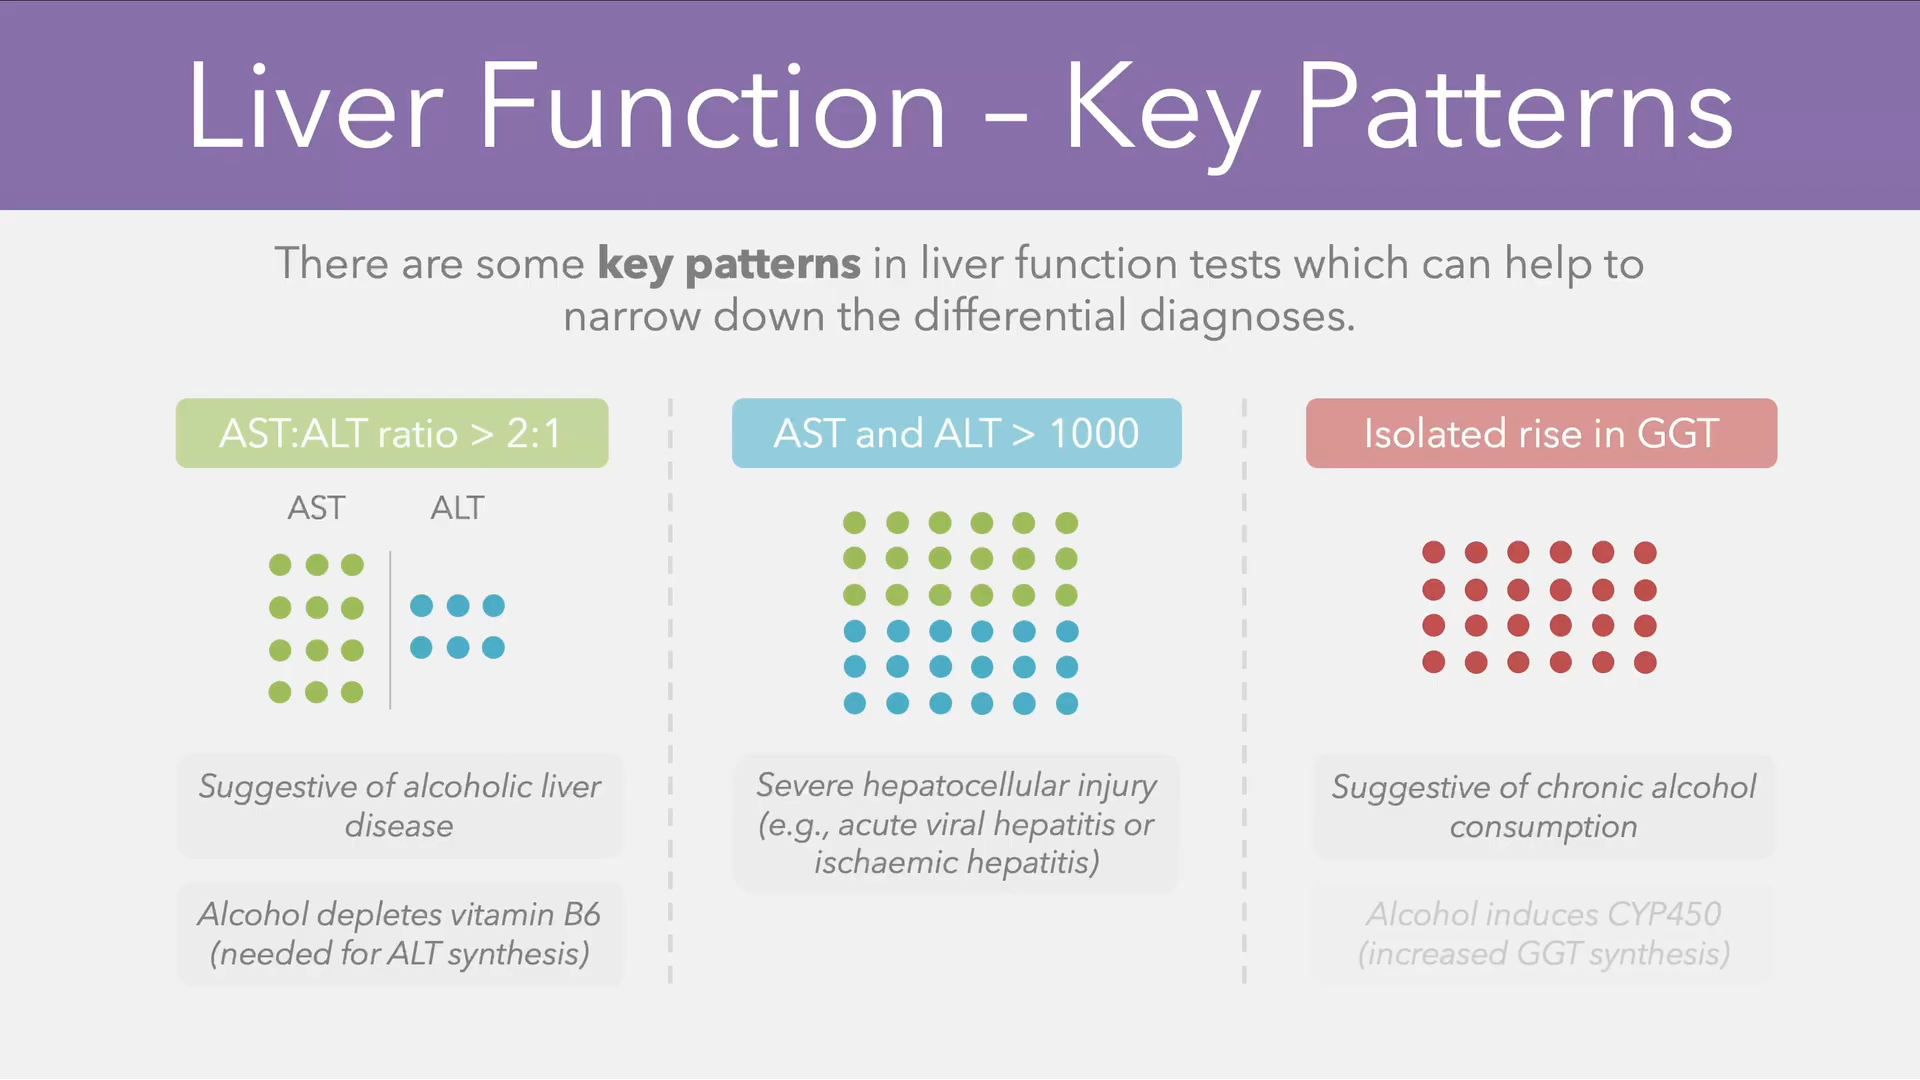 Liver Function – Key Patterns
There are some key patterns in liver function tests which can help to
narrow down the differential diagnoses.
AST:ALT ratio > 2:1
AST
ALT
Suggestive of alcoholic liver
disease
Alcohol depletes vitamin B6
(needed for ALT synthesis)
AST and ALT > 1000
Severe hepatocellular injury
(e.g., acute viral hepatitis or
ischaemic hepatitis)
Isolated rise in GGT
Suggestive of chronic alcohol
consumption
Alcohol induces CYP450
(increased GGT synthesis)